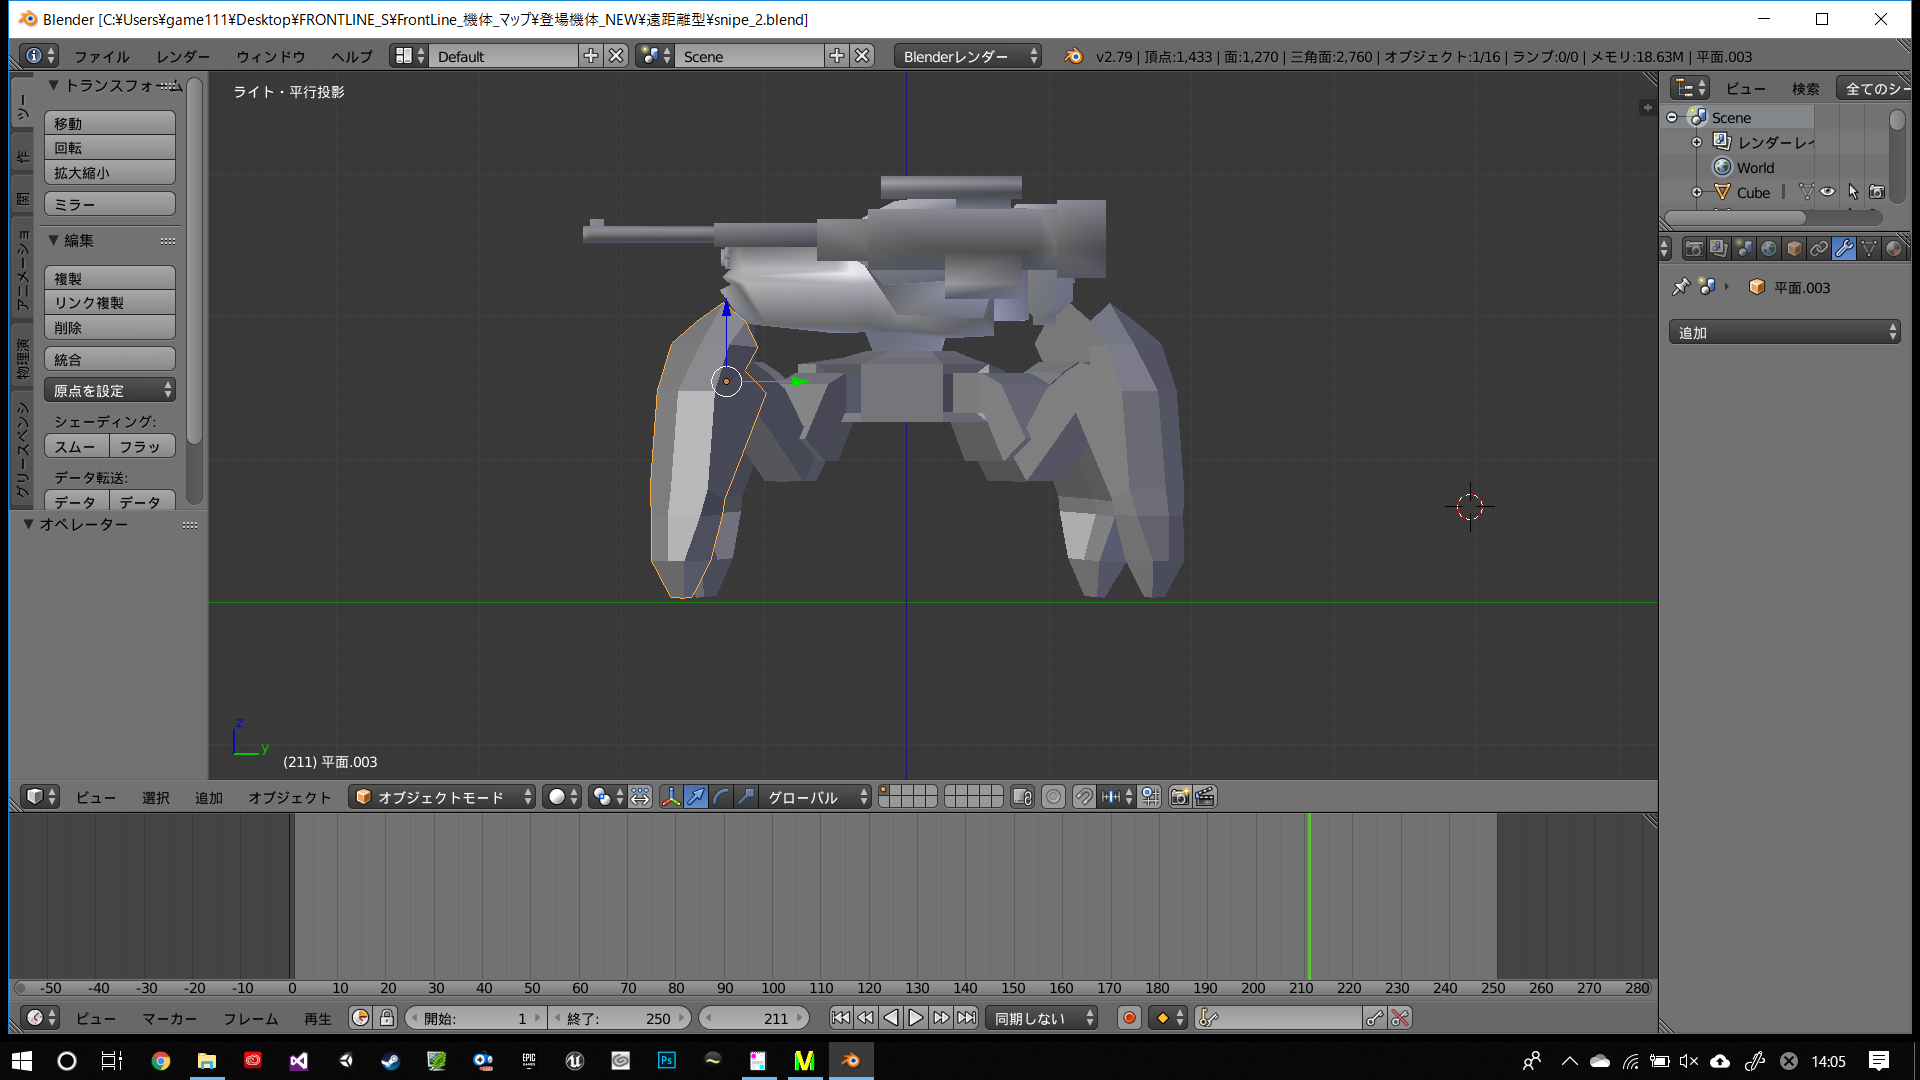 Blender [C:¥Users¥game111¥Desktop¥FRONTLINE_S¥FrontLine_機体_マップ¥登場機体_NEW¥遠距離型¥snipe_2.blend]
ファイル レンダー ウィンドウ ヘルプ Default Scene Blenderレンダー v2.79 | 頂点:1,433 | 面:1,270 | 三角面:2,760 | オブジェクト:1/16 | ランプ:0/0 | メモリ:18.63M | 平面.003
ツー
作
関
アニメーショ
物理演
グリースペンシ
トランスフォーム
移動
回転
拡大縮小
ミラー
編集
複製
リンク複製
削除
統合
原点を設定
シェーディング:
スムー フラッ
データ転送:
データ データ
オペレーター
ライト・平行投影
z
y
(211) 平面.003
ビュー 検索 全てのシー
Scene
レンダーレイ
World
Cube
平面.003
追加
ビュー 選択 追加 オブジェクト オブジェクトモード グローバル
-50 -40 -30 -20 -10 0 10 20 30 40 50 60 70 80 90 100 110 120 130 140 150 160 170 180 190 200 210 220 230 240 250 260 270 280
ビュー マーカー フレーム 再生 開始: 1 終了: 250 211 同期しない
EPIC Ps 14:05